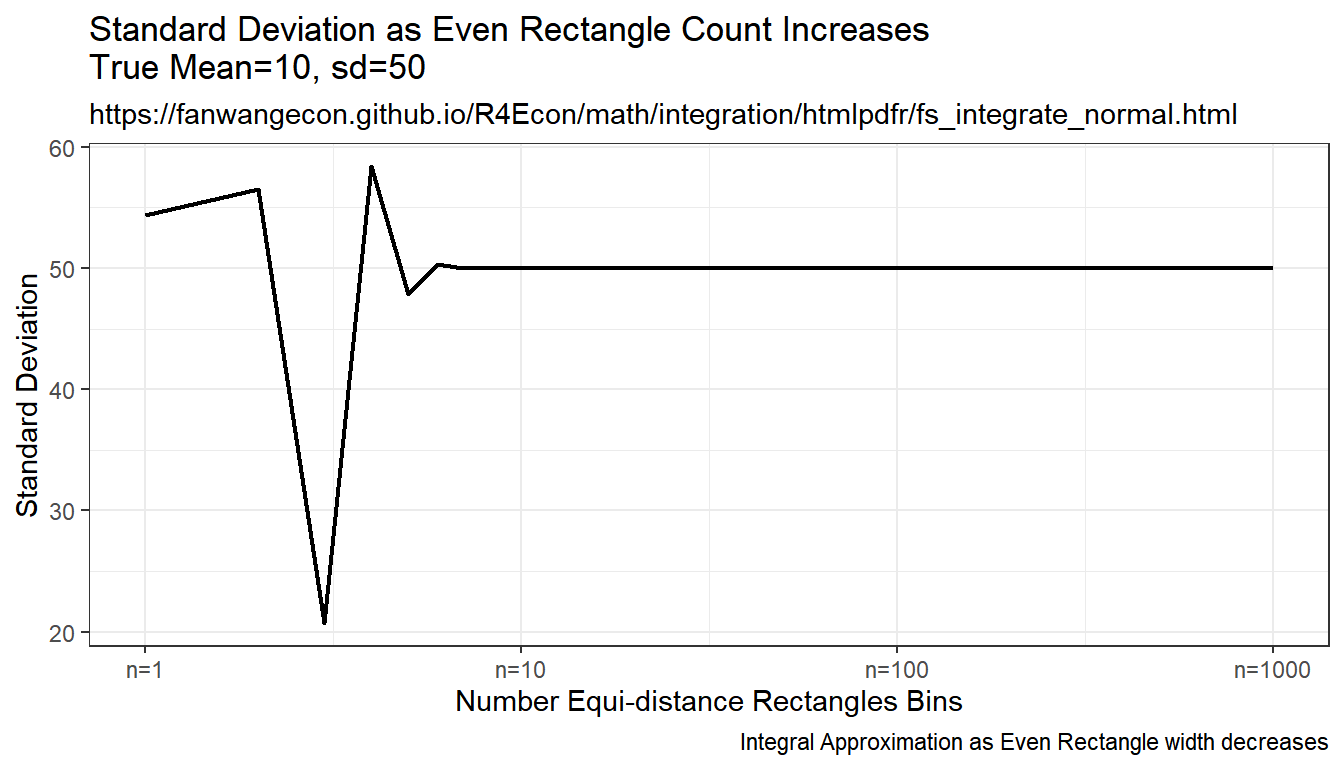 Standard Deviation as Even Rectangle Count Increases
True Mean=10, sd=50
https://fanwangecon.github.io/R4Econ/math/integration/htmlpdfr/fs_integrate_normal.html
60
50
40
30
20
Standard Deviation
n=1 n=10 n=100 n=1000
Number Equi-distance Rectangles Bins
Integral Approximation as Even Rectangle width decreases